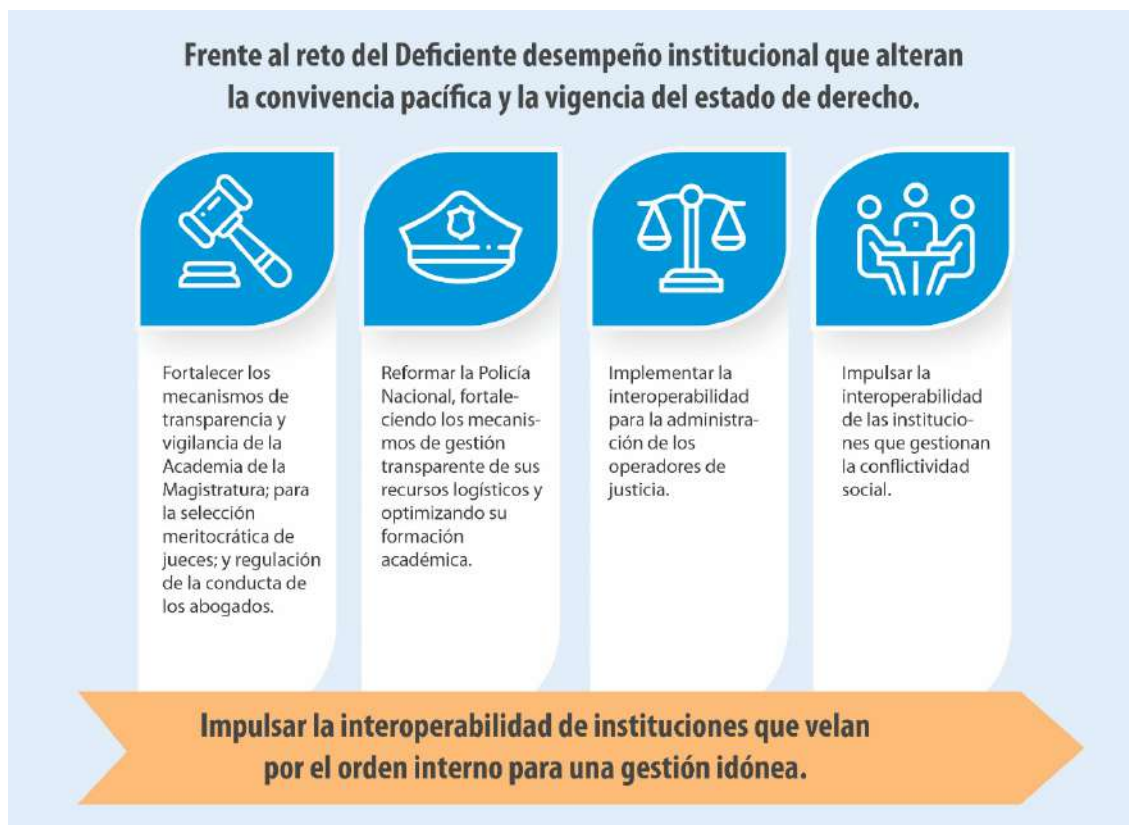 Frente al reto del Deficiente desempeño institucional que alteran
la convivencia pacífica y la vigencia del estado de derecho.
Fortalecer los
mecanismos de
transparencia y
vigilancia de la
Academia de la
Magistratura; para
la selección
meritocrática de
jueces; y regulación
de la conducta de
los abogados.
Reformar la Policía
Nacional, fortale-
ciendo los mecanis-
mos de gestión
transparente de sus
recursos logísticos y
optimizando su
formación
académica.
Implementar la
interoperabilidad
para la administra-
ción de los
operadores de
justicia.
Impulsar la
interoperabilidad
de las institucio-
nes que gestionan
la conflictividad
social.
Impulsar la interoperabilidad de instituciones que velan
por el orden interno para una gestión idónea.